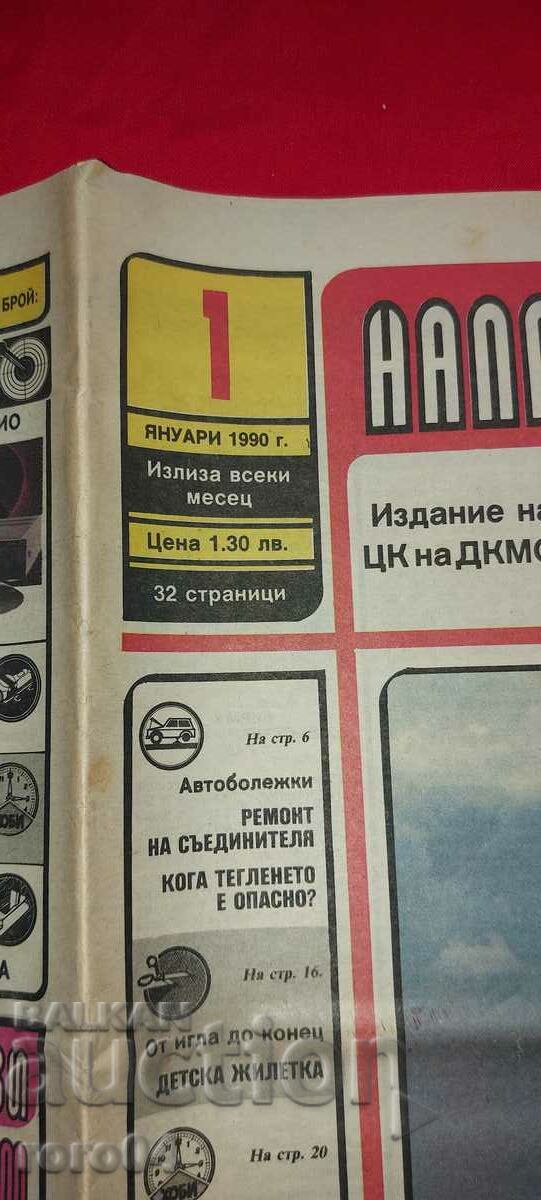 БРОЙ:
1
ЯНУАРИ 1990 г.
Излиза всеки
месец
Цена 1.30 лв.
32 страници
НАПР
Издание на
ЦК на ДКМС
На стр. 6
Автоболежки
РЕМОНТ
НА СЪЕДИНИТЕЛЯ
КОГА ТЕГЛЕНЕТО
Е ОПАСНО?
На стр. 16.
от игла до конец
ДЕТСКА ЖИЛЕТКА
На стр. 20
ХОБИ
BALKAN
auction